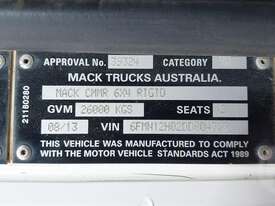 APPROVAL No. 39324 CATEGORY
MACK TRUCKS AUSTRALIA.
MACK CMMR 6X4 RIGID
GVM 26000 KGS SEATS
08/13 VIN
THIS VEHICLE WAS MANUFACTURED TO COMPLY
WITH THE MOTOR VEHICLE STANDARDS ACT 1989
21180280